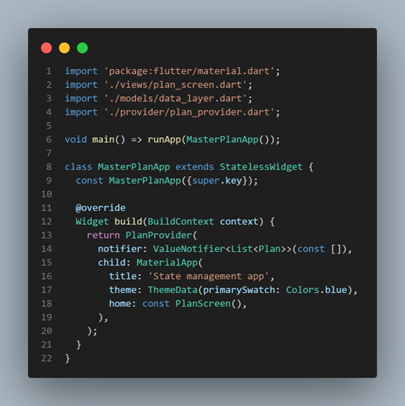 1 import 'package:flutter/material.dart';
2 import './views/plan_screen.dart';
3 import './models/data_layer.dart';
4 import './provider/plan_provider.dart';
5
6 void main() => runApp(MasterPlanApp());
7
8 class MasterPlanApp extends StatelessWidget {
9   const MasterPlanApp({super.key});
10
11   @override
12   Widget build(BuildContext context) {
13     return PlanProvider(
14       notifier: ValueNotifier<List<Plan>>(const []),
15       child: MaterialApp(
16         title: 'State management app',
17         theme: ThemeData(primarySwatch: Colors.blue),
18         home: const PlanScreen(),
19       ),
20     );
21   }
22 }